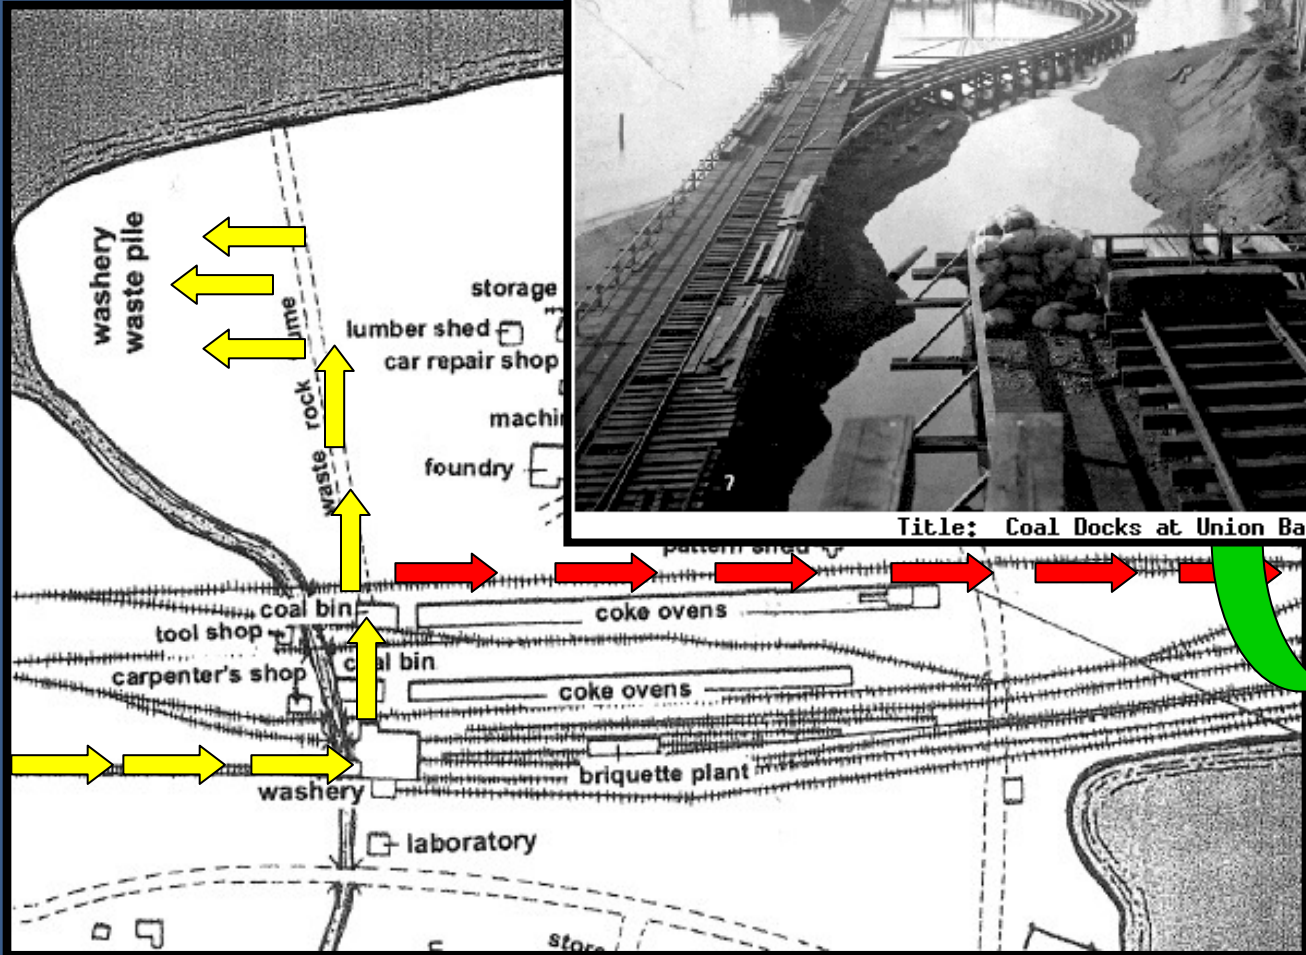 washery
waste pile
storage
lumber shed
car repair shop
waste rock
foundry
7
Title: Coal Docks at Union Ba
coal bin
coke ovens
tool shop
carpenter's shop
coke ovens
briquette plant
washery
laboratory
store